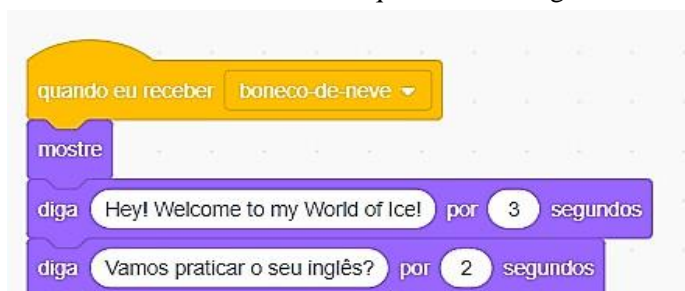 quando eu receber boneco-de-neve
mostre
diga Hey! Welcome to my World of Ice! por 3 segundos
diga Vamos praticar o seu inglês? por 2 segundos